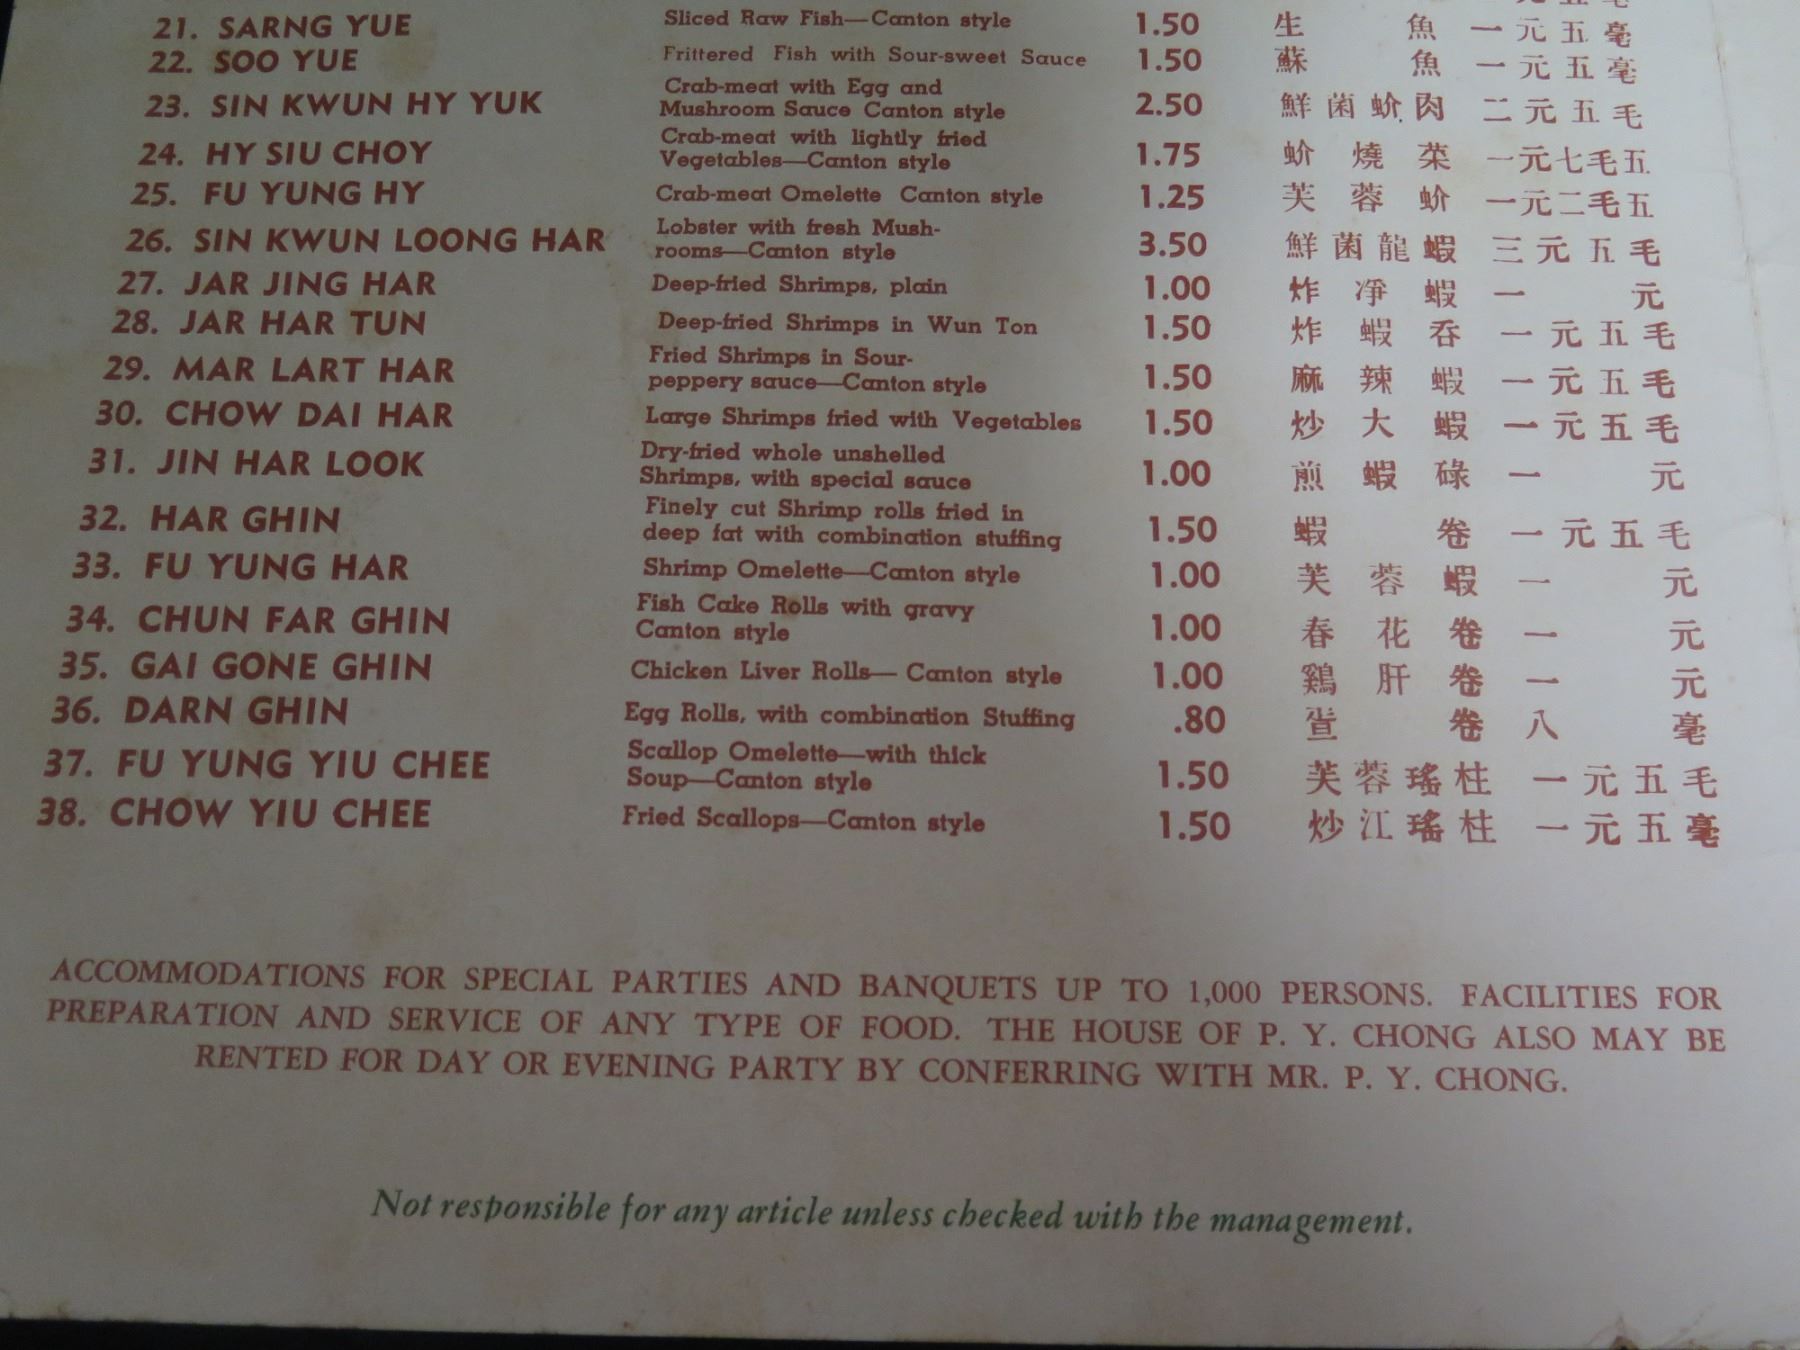 21. SARNG YUE Sliced Raw Fish—Canton style 1.50 生 魚 一元五毫
22. SOO YUE Frittered Fish with Sour-sweet Sauce 1.50 蘇 魚 一元五毫
23. SIN KWUN HY YUK Crab-meat with Egg and
Mushroom Sauce Canton style 2.50 鮮菌蚧肉 二元五毛
24. HY SIU CHOY Crab-meat with lightly fried
Vegetables—Canton style 1.75 蚧燒菜 一元七毛五
25. FU YUNG HY Crab-meat Omelette Canton style 1.25 芙蓉蚧 一元二毛五
26. SIN KWUN LOONG HAR Lobster with fresh Mush-
rooms—Canton style 3.50 鮮菌龍蝦 三元五毛
27. JAR JING HAR Deep-fried Shrimps, plain 1.00 炸凈蝦 一 元
28. JAR HAR TUN Deep-fried Shrimps in Wun Ton 1.50 炸蝦吞 一元五毛
29. MAR LART HAR Fried Shrimps in Sour-
peppery sauce—Canton style 1.50 麻辣蝦 一元五毛
30. CHOW DAI HAR Large Shrimps fried with Vegetables 1.50 炒大蝦 一元五毛
31. JIN HAR LOOK Dry-fried whole unshelled
Shrimps, with special sauce 1.00 煎蝦碌 一 元
32. HAR GHIN Finely cut Shrimp rolls fried in
deep fat with combination stuffing 1.50 蝦 卷 一元五毛
33. FU YUNG HAR Shrimp Omelette—Canton style 1.00 芙蓉蝦 一 元
34. CHUN FAR GHIN Fish Cake Rolls with gravy
Canton style 1.00 春花卷 一 元
35. GAI GONE GHIN Chicken Liver Rolls— Canton style 1.00 鷄肝卷 一 元
36. DARN GHIN Egg Rolls, with combination Stuffing .80 卷 八 毫
37. FU YUNG YIU CHEE Scallop Omelette—with thick
Soup—Canton style 1.50 芙蓉瑤柱 一元五毛
38. CHOW YIU CHEE Fried Scallops—Canton style 1.50 炒江瑤柱 一元五毫
ACCOMMODATIONS FOR SPECIAL PARTIES AND BANQUETS UP TO 1,000 PERSONS. FACILITIES FOR
PREPARATION AND SERVICE OF ANY TYPE OF FOOD. THE HOUSE OF P. Y. CHONG ALSO MAY BE
RENTED FOR DAY OR EVENING PARTY BY CONFERRING WITH MR. P. Y. CHONG.
Not responsible for any article unless checked with the management.